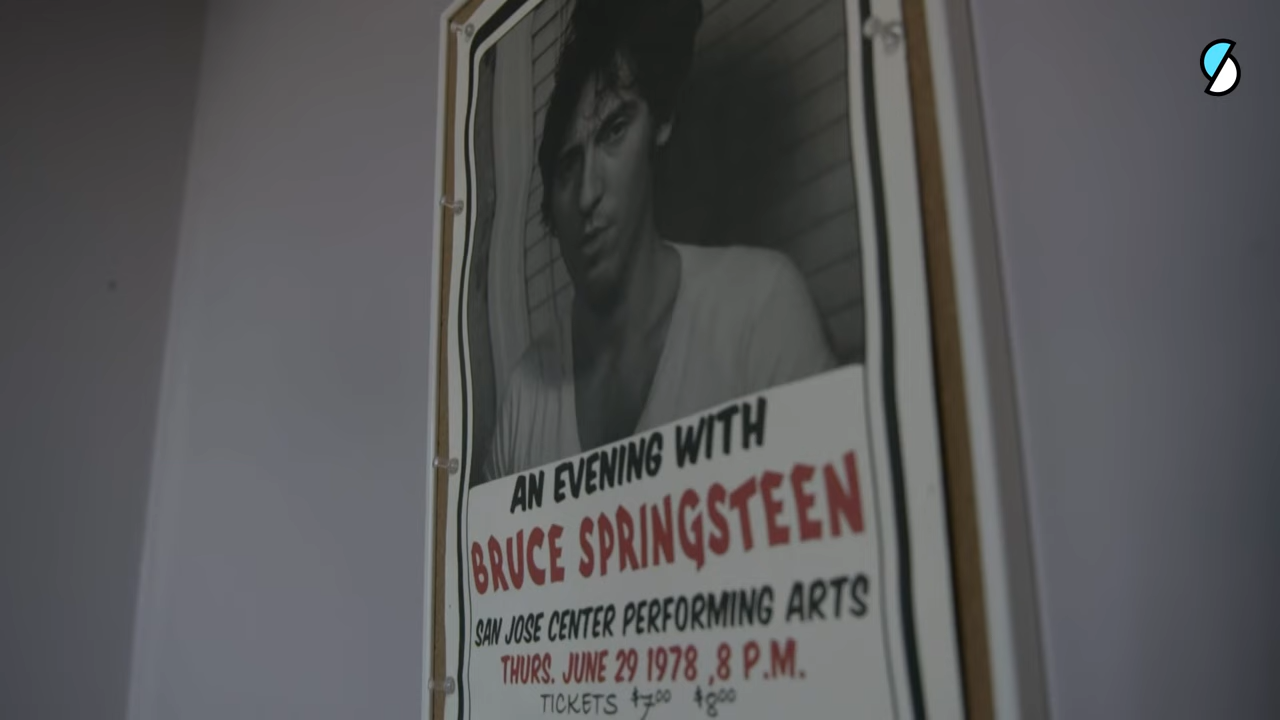 AN EVENING WITH
BRUCE SPRINGSTEEN
SAN JOSE CENTER PERFORMING ARTS
THURS. JUNE 29 1978 ,8 P.M.
TICKETS $7.00 $8.00